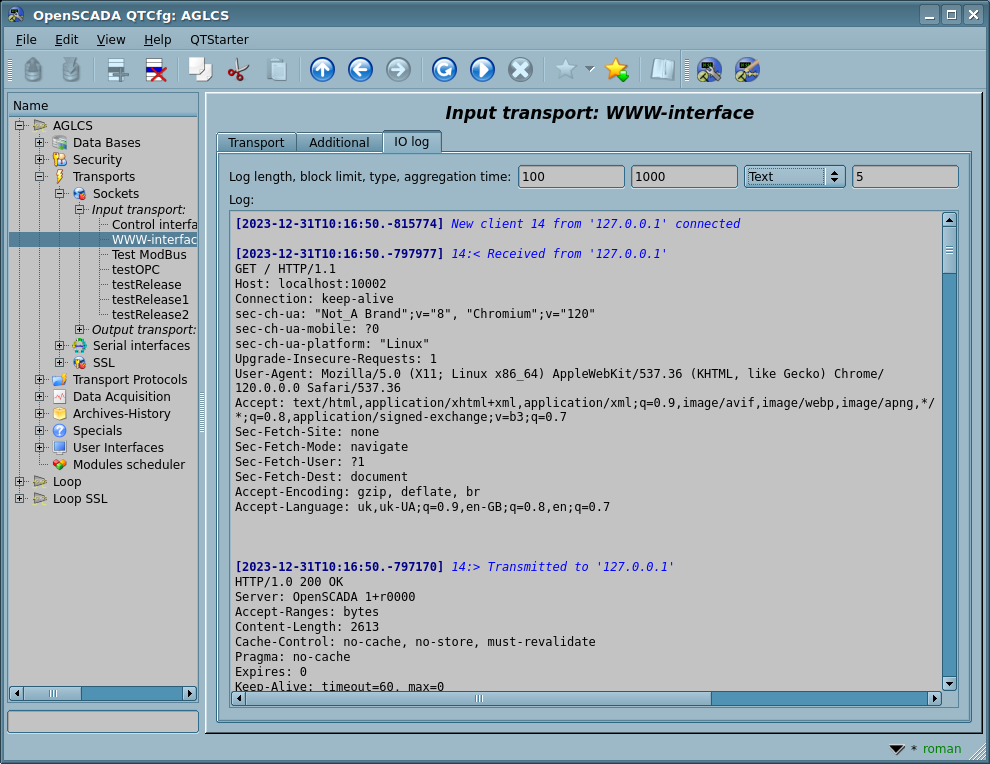 OpenSCADA QTCfg: AGLCS
File Edit View Help QTStarter
Name
AGLCS
Data Bases
Security
Transports
Sockets
Input transport:
Control interfa
WWW-interfac
Test ModBus
testOPC
testRelease
testRelease1
testRelease2
Output transport:
Serial interfaces
SSL
Transport Protocols
Data Acquisition
Archives-History
Specials
User Interfaces
Modules scheduler
Loop
Loop SSL
Input transport: WWW-interface
Transport Additional IO log
Log length, block limit, type, aggregation time: 100 1000 Text 5
Log:
[2023-12-31T10:16:50.-815774] New client 14 from '127.0.0.1' connected
[2023-12-31T10:16:50.-797977] 14:< Received from '127.0.0.1'
GET / HTTP/1.1
Host: localhost:10002
Connection: keep-alive
sec-ch-ua: "Not_A Brand";v="8", "Chromium";v="120"
sec-ch-ua-mobile: ?0
sec-ch-ua-platform: "Linux"
Upgrade-Insecure-Requests: 1
User-Agent: Mozilla/5.0 (X11; Linux x86_64) AppleWebKit/537.36 (KHTML, like Gecko) Chrome/
120.0.0.0 Safari/537.36
Accept: text/html,application/xhtml+xml,application/xml;q=0.9,image/avif,image/webp,image/apng,*/
*;q=0.8,application/signed-exchange;v=b3;q=0.7
Sec-Fetch-Site: none
Sec-Fetch-Mode: navigate
Sec-Fetch-User: ?1
Sec-Fetch-Dest: document
Accept-Encoding: gzip, deflate, br
Accept-Language: uk,uk-UA;q=0.9,en-GB;q=0.8,en;q=0.7
[2023-12-31T10:16:50.-797170] 14:> Transmitted to '127.0.0.1'
HTTP/1.0 200 OK
Server: OpenSCADA 1+r0000
Accept-Ranges: bytes
Content-Length: 2613
Cache-Control: no-cache, no-store, must-revalidate
Pragma: no-cache
Expires: 0
Keep-Alive: timeout=60, max=0
* roman